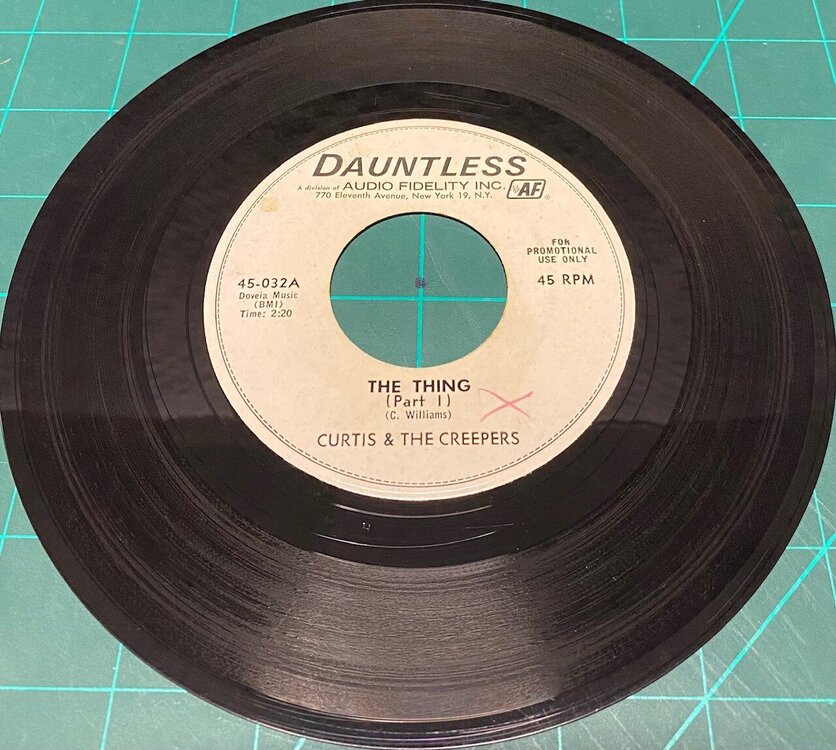 DAUNTLESS
A division of AUDIO FIDELITY INC. AF
770 Eleventh Avenue, New York 19, N.Y.
FOR
PROMOTIONAL
USE ONLY
45-032A
45 RPM
Doveia Music
(BMI)
Time: 2:20
THE THING
(Part I)
(C. Williams)
CURTIS & THE CREEPERS